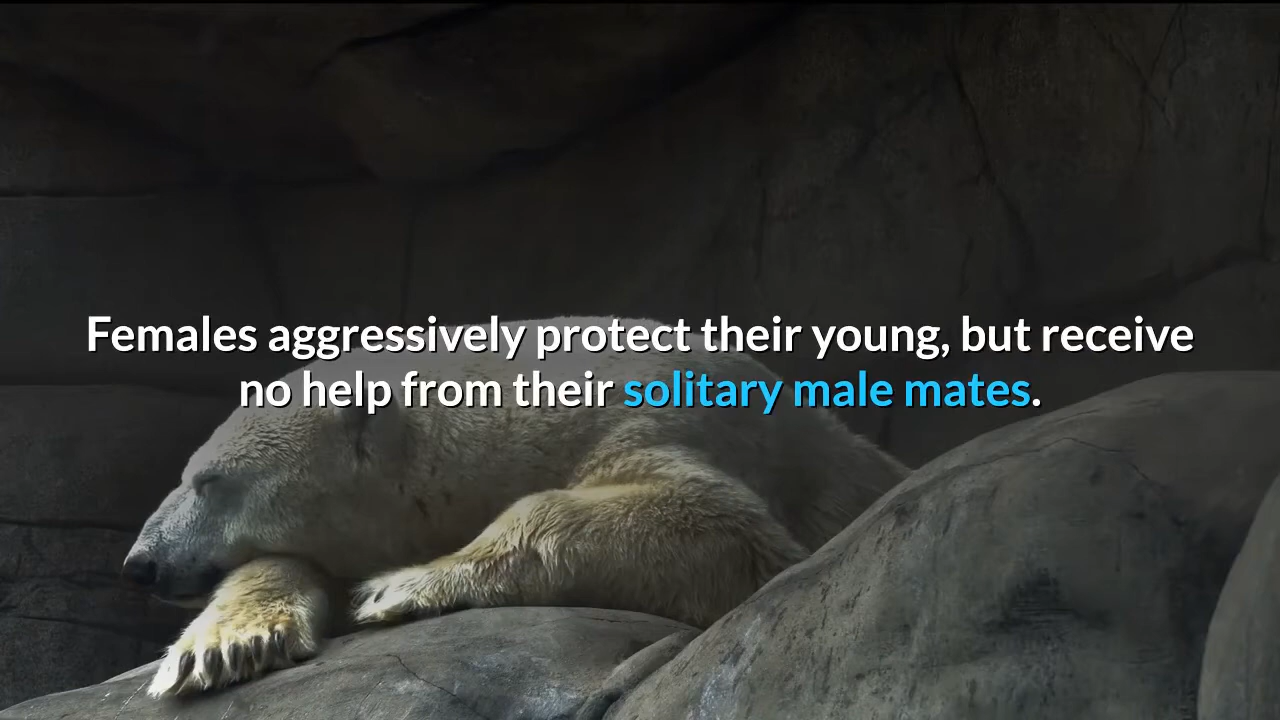 Females aggressively protect their young, but receive
no help from their solitary male mates.